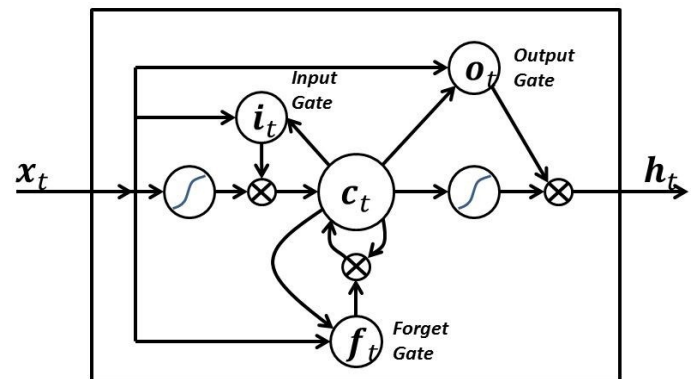 Output
Gate
o_t
Input
Gate
i_t
x_t
c_t
h_t
Forget
Gate
f_t